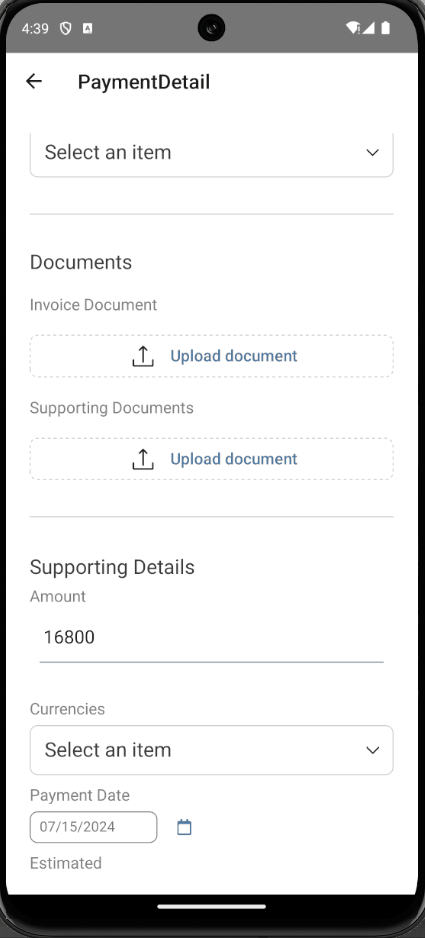 4:39
PaymentDetail
Select an item
Documents
Invoice Document
Upload document
Supporting Documents
Upload document
Supporting Details
Amount
16800
Currencies
Select an item
Payment Date
07/15/2024
Estimated